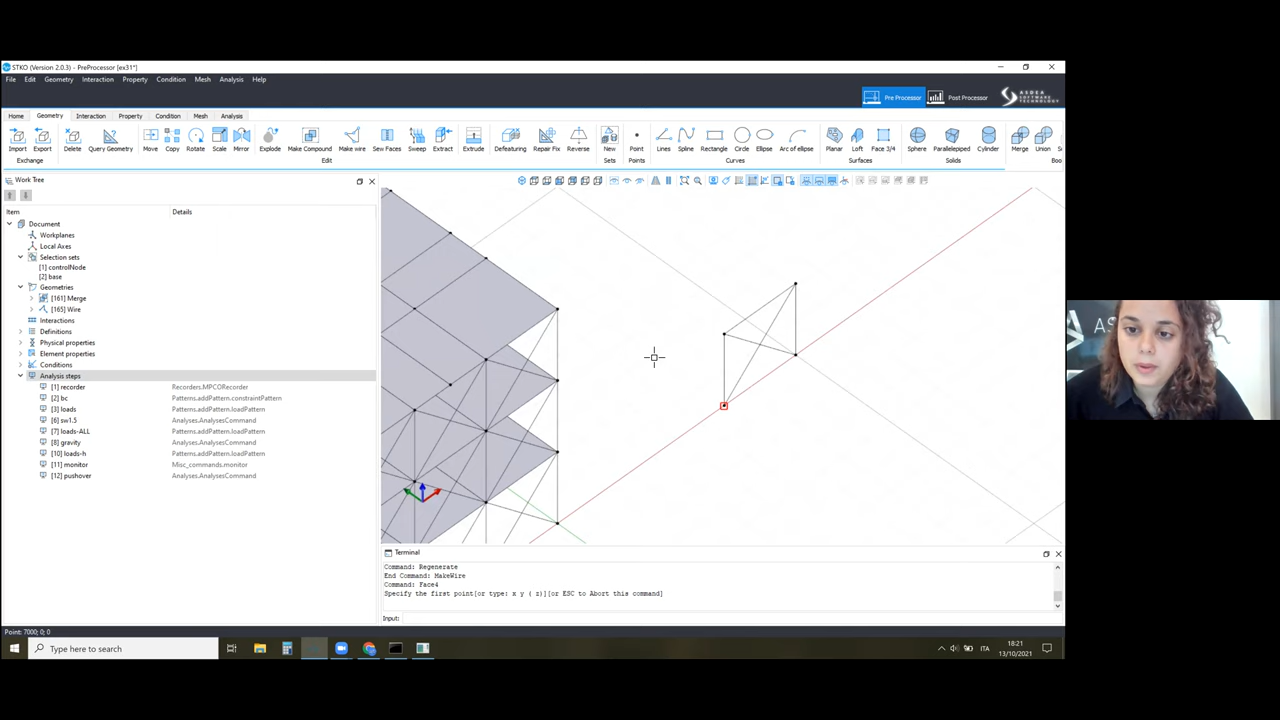 STKO (Version 2.0.3) - PreProcessor [ex31*]
File Edit Geometry Interaction Property Condition Mesh Analysis Help
Pre Processor Post Processor ASDEA SOFTWARE TECHNOLOGY
Home Geometry Interaction Property Condition Mesh Analysis
Import Export Delete Query Geometry Move Copy Rotate Scale Mirror Explode Make Compound Make wire Sew Faces Sweep Extract Extrude Defeaturing Repair Fix Reverse New Sets Point Lines Spline Rectangle Circle Ellipse Arc of ellipse Planar Loft Face 3/4 Sphere Parallelepiped Cylinder Merge Union
Exchange Edit Sets Points Curves Surfaces Solids Boo
Work Tree
Item Details
Document
Workplanes
Local Axes
Selection sets
[1] controlNode
[2] base
Geometries
[161] Merge
[165] Wire
Interactions
Definitions
Physical properties
Element properties
Conditions
Analysis steps
[1] recorder Recorders.MPCORecorder
[2] bc Patterns.addPattern.constraintPattern
[3] loads Patterns.addPattern.loadPattern
[6] sw1.5 Analyses.AnalysesCommand
[7] loads-ALL Patterns.addPattern.loadPattern
[8] gravity Analyses.AnalysesCommand
[10] loads-h Patterns.addPattern.loadPattern
[11] monitor Misc_commands.monitor
[12] pushover Analyses.AnalysesCommand
Terminal
Command: Regenerate
End Command: MakeWire
Command: Face4
Specify the first point[or type: x y ( z)][or ESC to Abort this command]
Input:
Point: 7000; 0; 0
Type here to search
ITA
18:21
13/10/2021